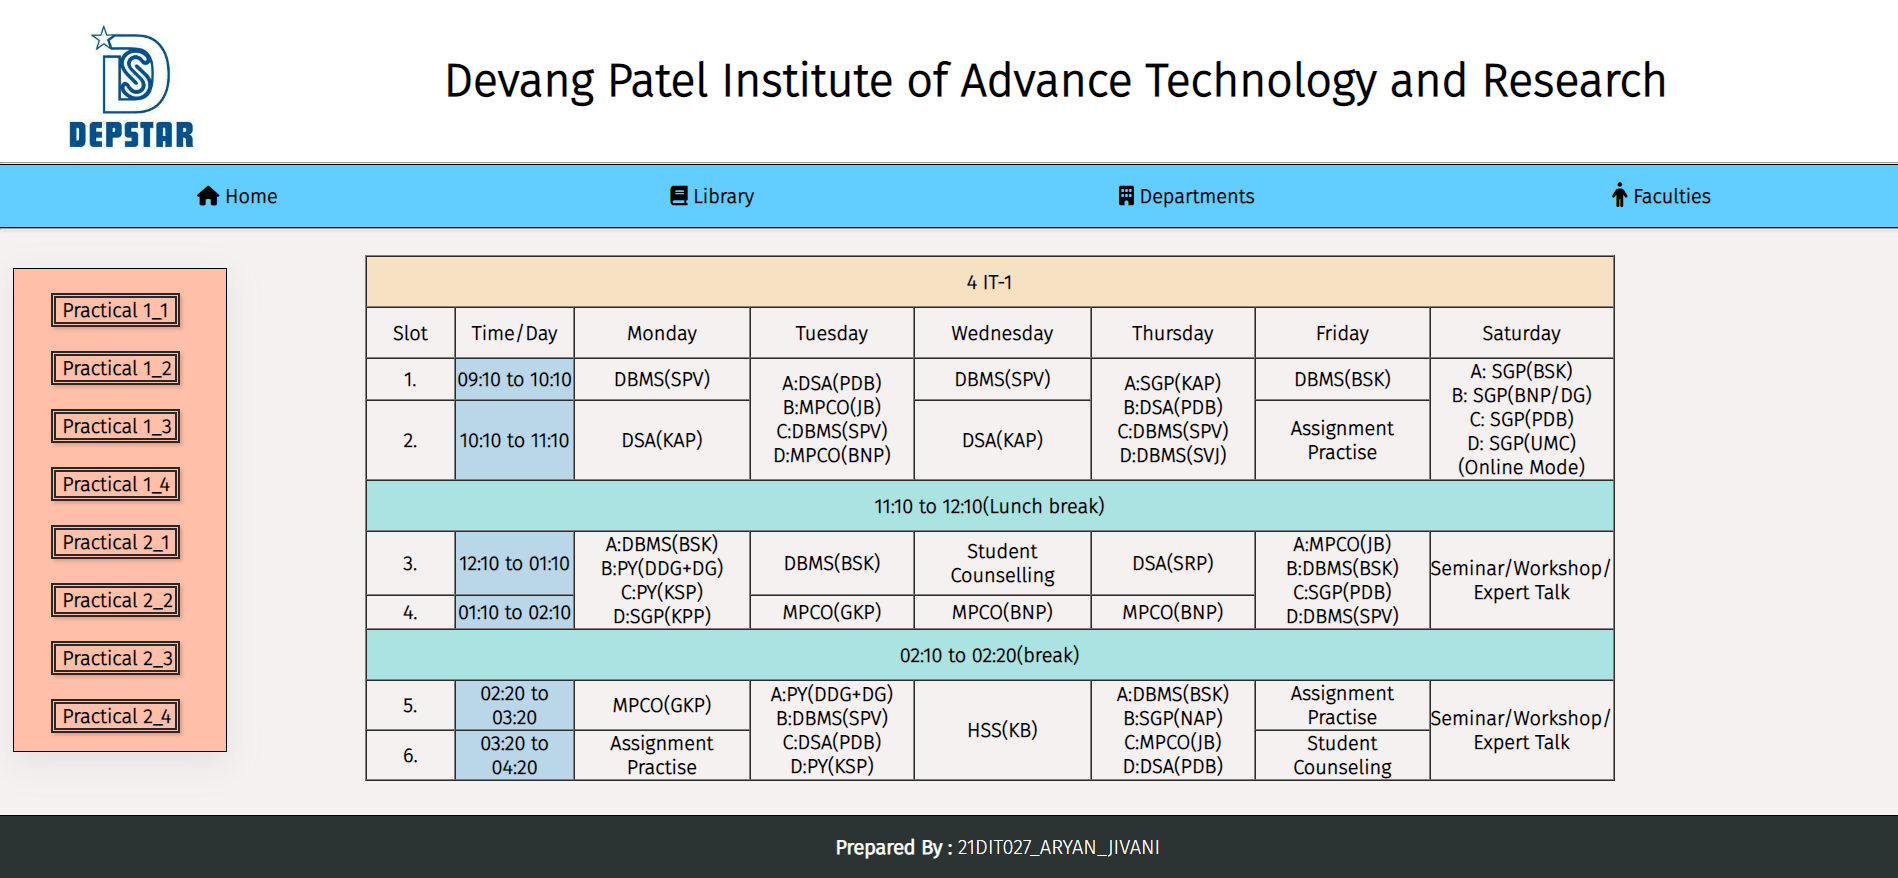 DEPSTAR
Devang Patel Institute of Advance Technology and Research
Home
Library
Departments
Faculties
Practical 1_1
Practical 1_2
Practical 1_3
Practical 1_4
Practical 2_1
Practical 2_2
Practical 2_3
Practical 2_4
4 IT-1
Slot
Time/Day
Monday
Tuesday
Wednesday
Thursday
Friday
Saturday
1.
09:10 to 10:10
DBMS(SPV)
A:DSA(PDB)
B:MPCO(JB)
C:DBMS(SPV)
D:MPCO(BNP)
DBMS(SPV)
A:SGP(KAP)
B:DSA(PDB)
C:DBMS(SPV)
D:DBMS(SVJ)
DBMS(BSK)
A: SGP(BSK)
B: SGP(BNP/DG)
C: SGP(PDB)
D: SGP(UMC)
(Online Mode)
2.
10:10 to 11:10
DSA(KAP)
DSA(KAP)
Assignment
Practise
11:10 to 12:10(Lunch break)
3.
12:10 to 01:10
A:DBMS(BSK)
B:PY(DDG+DG)
C:PY(KSP)
D:SGP(KPP)
DBMS(BSK)
Student
Counselling
DSA(SRP)
A:MPCO(JB)
B:DBMS(BSK)
C:SGP(PDB)
D:DBMS(SPV)
Seminar/Workshop/
Expert Talk
4.
01:10 to 02:10
MPCO(GKP)
MPCO(BNP)
MPCO(BNP)
02:10 to 02:20(break)
5.
02:20 to
03:20
MPCO(GKP)
A:PY(DDG+DG)
B:DBMS(SPV)
C:DSA(PDB)
D:PY(KSP)
HSS(KB)
A:DBMS(BSK)
B:SGP(NAP)
C:MPCO(JB)
D:DSA(PDB)
Assignment
Practise
Seminar/Workshop/
Expert Talk
6.
03:20 to
04:20
Assignment
Practise
Student
Counseling
Prepared By : 21DIT027_ARYAN_JIVANI